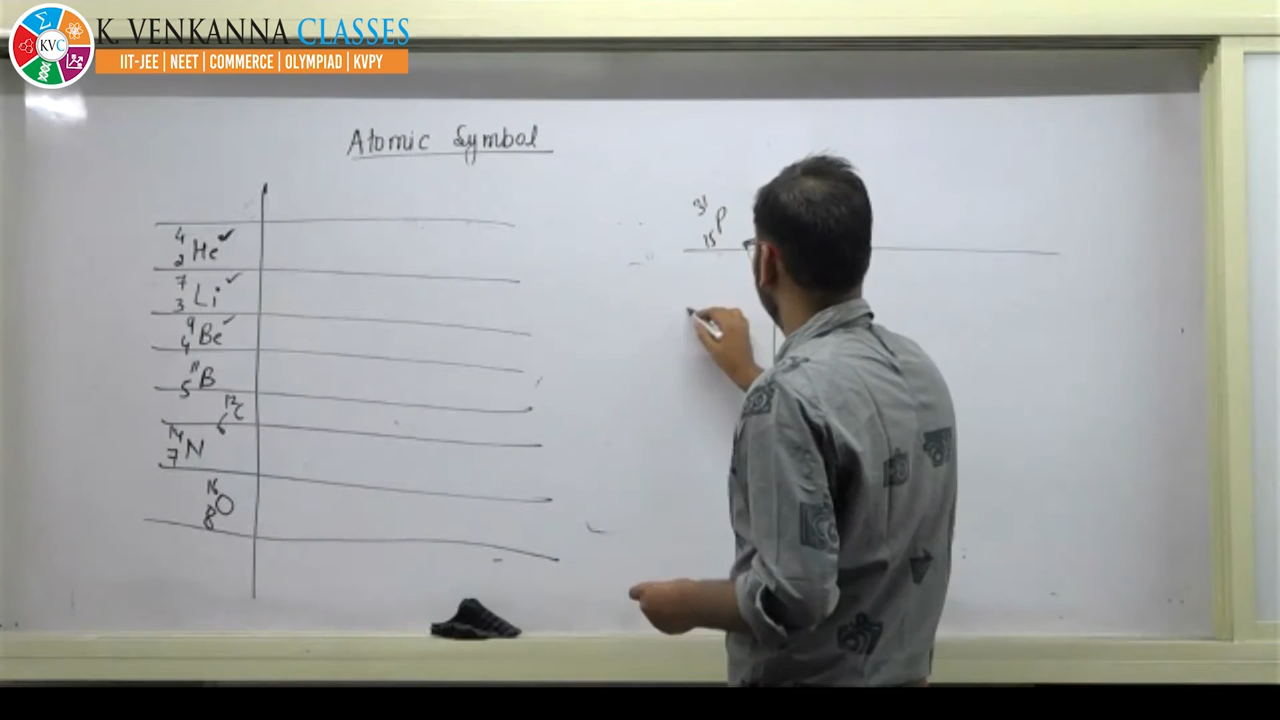 K. VENKANNA CLASSES
KVC
IIT-JEE | NEET | COMMERCE | OLYMPIAD | KVPY
Atomic Symbol
4 2 He ✓
7 3 Li ✓
9 4 Be ✓
11 5 B
12 6 C
14 7 N
16 8 O
31 15 P